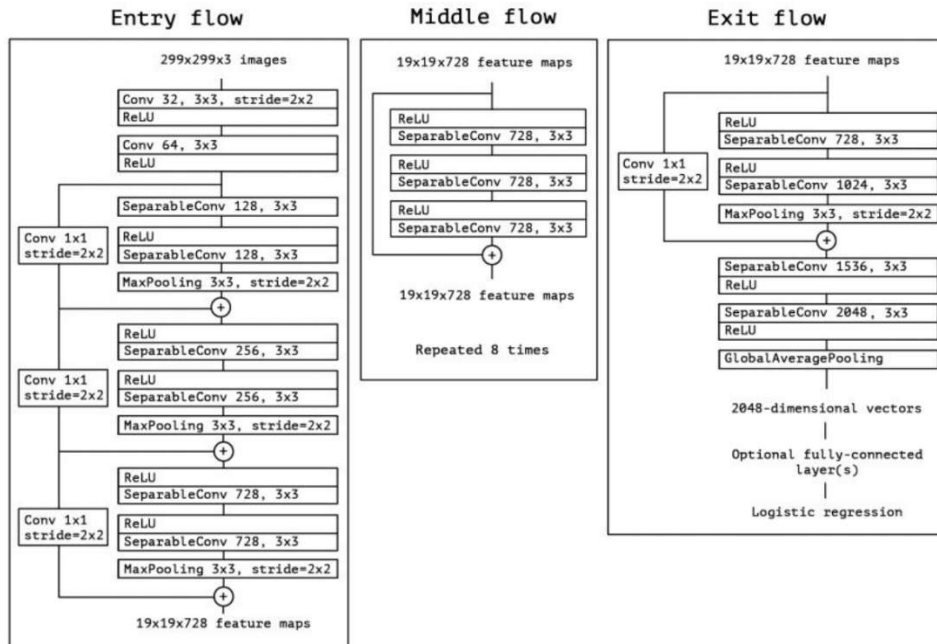 Entry flow
299x299x3 images
Conv 32, 3x3, stride=2x2
ReLU
Conv 64, 3x3
ReLU
SeparableConv 128, 3x3
Conv 1x1
stride=2x2
ReLU
SeparableConv 128, 3x3
MaxPooling 3x3, stride=2x2
+
ReLU
SeparableConv 256, 3x3
Conv 1x1
stride=2x2
ReLU
SeparableConv 256, 3x3
MaxPooling 3x3, stride=2x2
+
ReLU
SeparableConv 728, 3x3
Conv 1x1
stride=2x2
ReLU
SeparableConv 728, 3x3
MaxPooling 3x3, stride=2x2
+
19x19x728 feature maps
Middle flow
19x19x728 feature maps
ReLU
SeparableConv 728, 3x3
ReLU
SeparableConv 728, 3x3
ReLU
SeparableConv 728, 3x3
+
19x19x728 feature maps
Repeated 8 times
Exit flow
19x19x728 feature maps
ReLU
SeparableConv 728, 3x3
Conv 1x1
stride=2x2
ReLU
SeparableConv 1024, 3x3
MaxPooling 3x3, stride=2x2
+
SeparableConv 1536, 3x3
ReLU
SeparableConv 2048, 3x3
ReLU
GlobalAveragePooling
2048-dimensional vectors
Optional fully-connected
layer(s)
Logistic regression